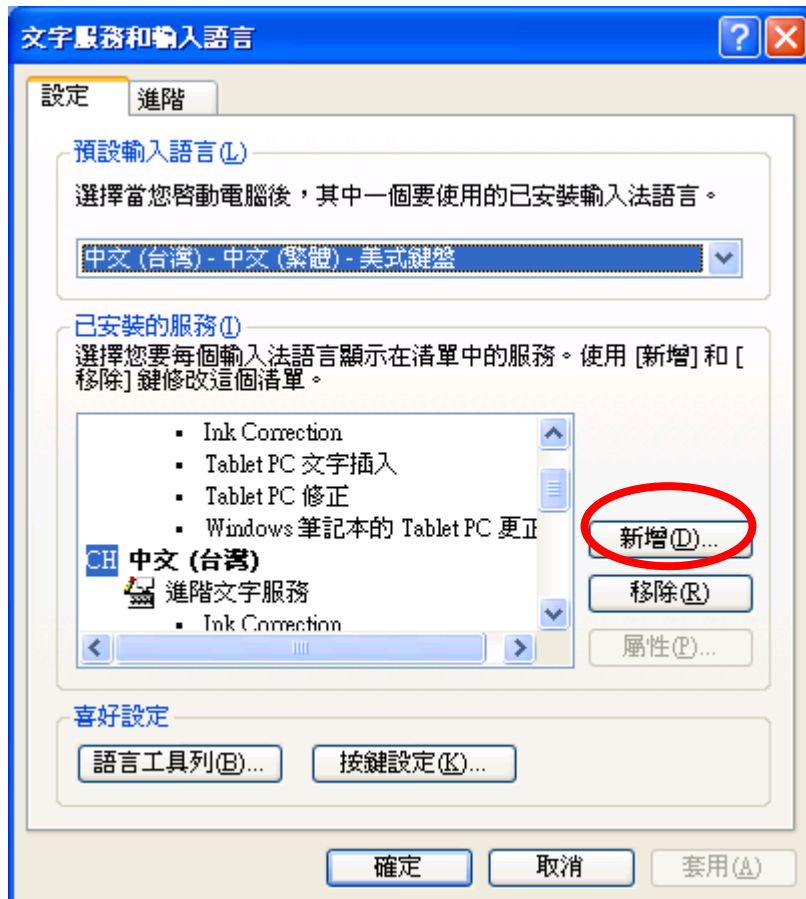 文字服務和輸入語言
設定
進階
預設輸入語言(L)
選擇當您啓動電腦後，其中一個要使用的已安裝輸入法語言。
中文 (台灣) - 中文 (繁體) - 美式鍵盤
已安裝的服務(I)
選擇您要每個輸入法語言顯示在清單中的服務。使用 [新增] 和 [
移除] 鍵修改這個清單。
▪ Ink Correction
▪ Tablet PC 文字插入
▪ Tablet PC 修正
▪ Windows 筆記本的 Tablet PC 更正
CH 中文 (台灣)
進階文字服務
▪ Ink Correction
新增(D)...
移除(R)
屬性(P)...
喜好設定
語言工具列(B)...
按鍵設定(K)...
確定
取消
套用(A)